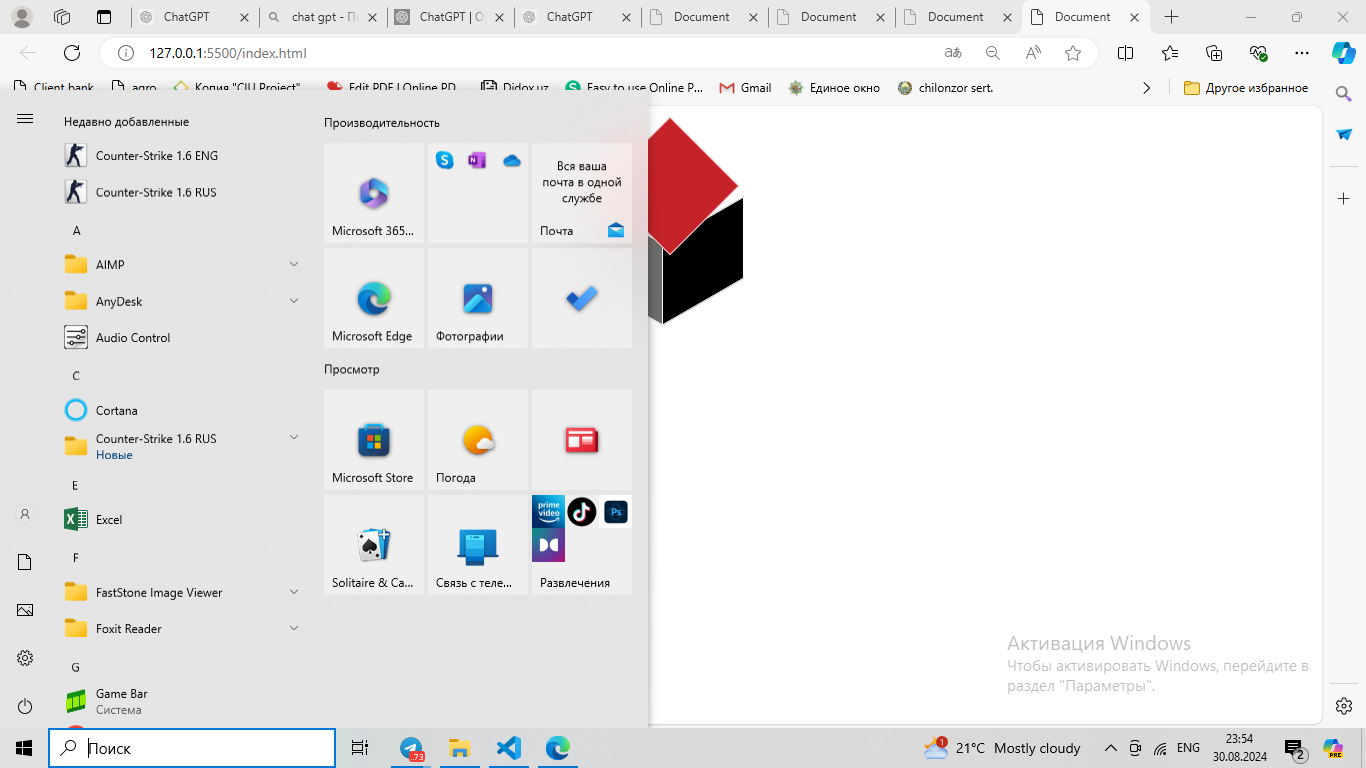 ChatGPT
chat gpt - По
ChatGPT | O
ChatGPT
Document
Document
Document
Document
127.0.0.1:5500/index.html
Client bank
agro
Копия "CIU Project"...
Edit PDF | Online PD...
Didox.uz
Easy to use Online P...
Gmail
Единое окно
chilonzor sert.
Другое избранное
Недавно добавленные
Counter-Strike 1.6 ENG
Counter-Strike 1.6 RUS
A
AIMP
AnyDesk
Audio Control
C
Cortana
Counter-Strike 1.6 RUS
Новые
E
Excel
F
FastStone Image Viewer
Foxit Reader
G
Game Bar
Система
Производительность
Microsoft 365...
Вся ваша
почта в одной
службе
Почта
Microsoft Edge
Фотографии
Просмотр
Microsoft Store
Погода
Solitaire & Ca...
Связь с теле...
prime
video
Ps
Развлечения
Активация Windows
Чтобы активировать Windows, перейдите в
раздел "Параметры".
Поиск
73
1
21°C Mostly cloudy
ENG
23:54
30.08.2024
2
PRE